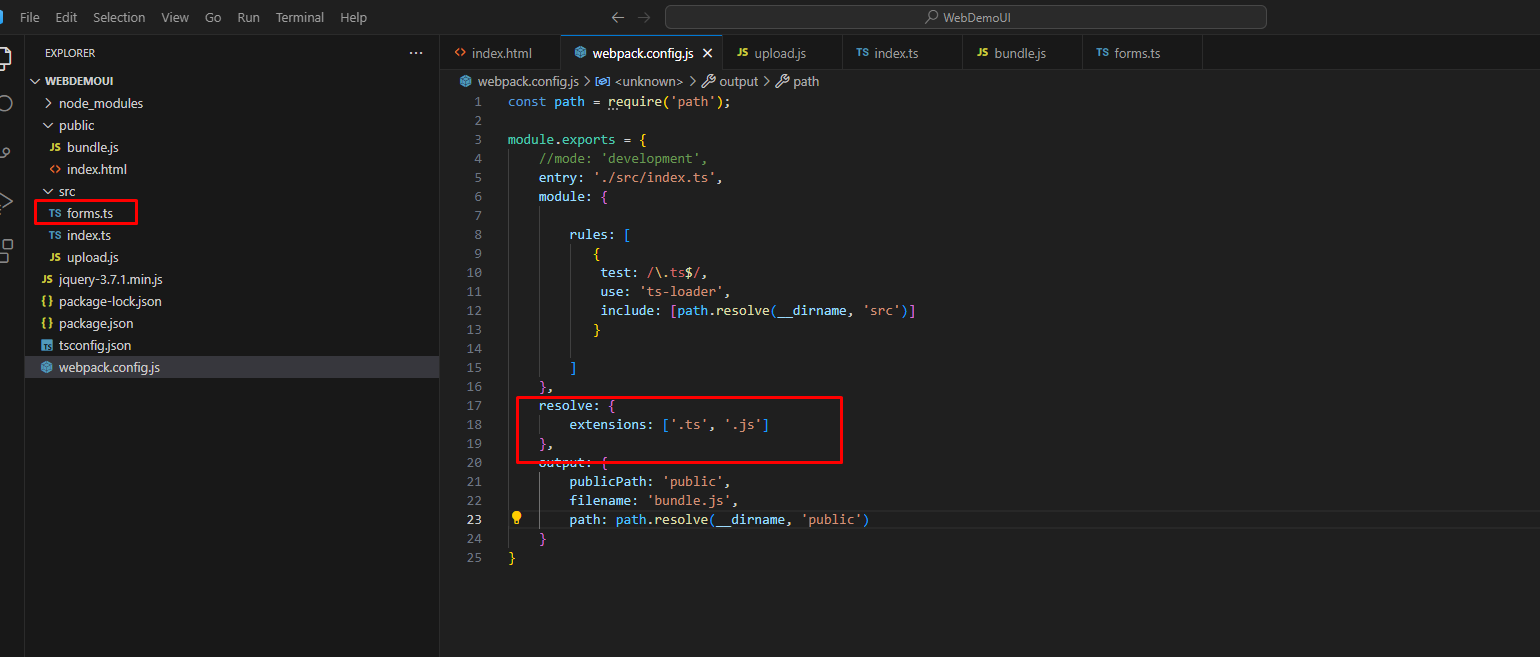 File Edit Selection View Go Run Terminal Help
WebDemoUI
EXPLORER
WEBDEMOUI
node_modules
public
JS bundle.js
<> index.html
src
TS forms.ts
TS index.ts
JS upload.js
JS jquery-3.7.1.min.js
{} package-lock.json
{} package.json
TS tsconfig.json
webpack.config.js
<> index.html webpack.config.js JS upload.js TS index.ts JS bundle.js TS forms.ts
webpack.config.js > <unknown> > output > path
1 const path = require('path');
2
3 module.exports = {
4 //mode: 'development',
5 entry: './src/index.ts',
6 module: {
7
8 rules: [
9 {
10 test: /\.ts$/,
11 use: 'ts-loader',
12 include: [path.resolve(__dirname, 'src')]
13 }
14
15 ]
16 },
17 resolve: {
18 extensions: ['.ts', '.js']
19 },
20 output: {
21 publicPath: 'public',
22 filename: 'bundle.js',
23 path: path.resolve(__dirname, 'public')
24 }
25 }